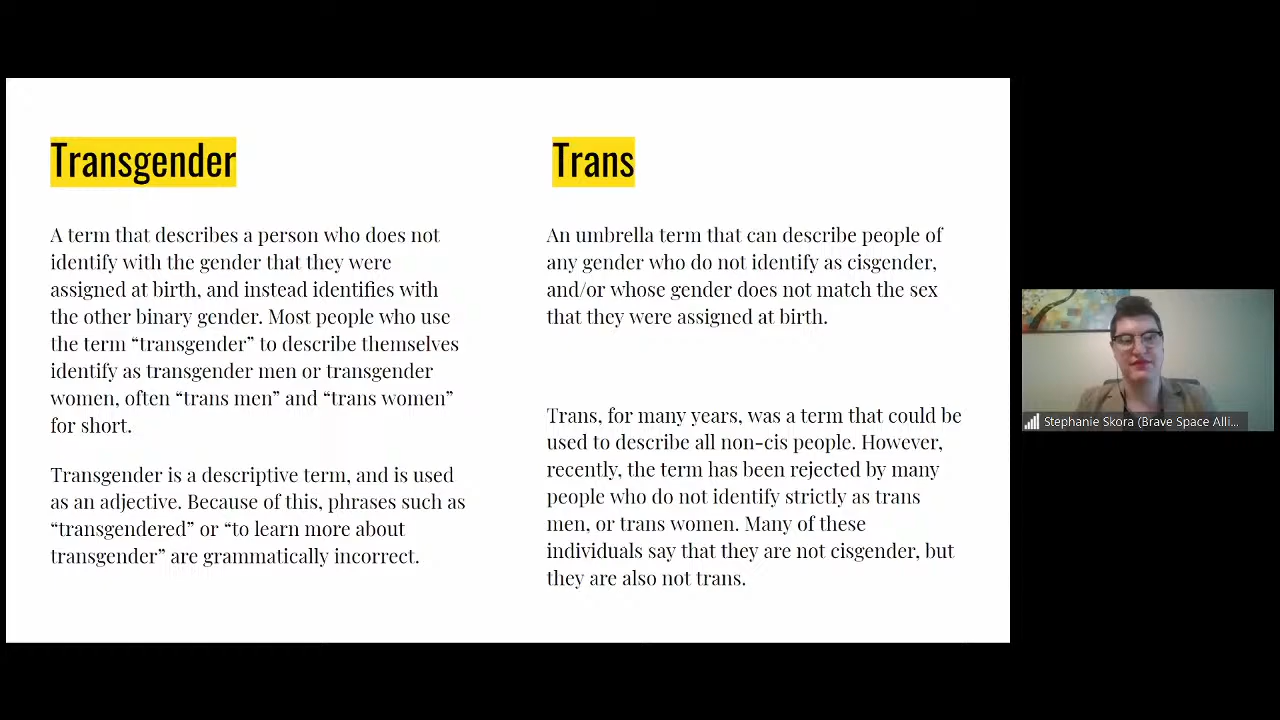 Transgender
A term that describes a person who does not
identify with the gender that they were
assigned at birth, and instead identifies with
the other binary gender. Most people who use
the term “transgender” to describe themselves
identify as transgender men or transgender
women, often “trans men” and “trans women”
for short.
Transgender is a descriptive term, and is used
as an adjective. Because of this, phrases such as
“transgendered” or “to learn more about
transgender” are grammatically incorrect.
Trans
An umbrella term that can describe people of
any gender who do not identify as cisgender,
and/or whose gender does not match the sex
that they were assigned at birth.
Trans, for many years, was a term that could be
used to describe all non-cis people. However,
recently, the term has been rejected by many
people who do not identify strictly as trans
men, or trans women. Many of these
individuals say that they are not cisgender, but
they are also not trans.
Stephanie Skora (Brave Space Alli...